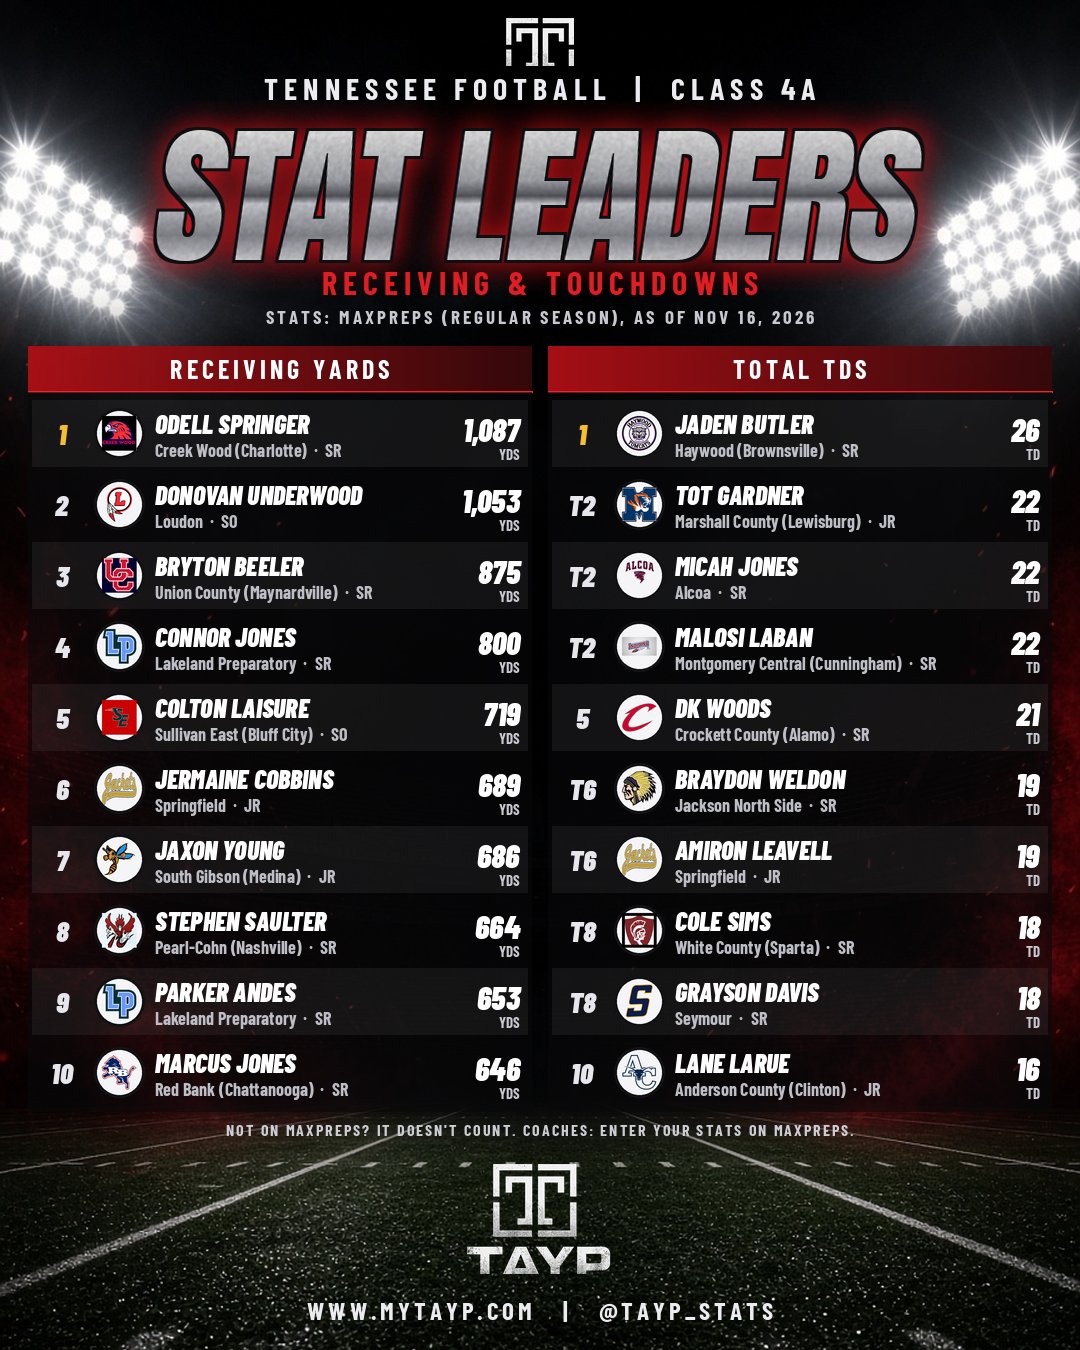 TENNESSEE FOOTBALL | CLASS 4A
STAT LEADERS
RECEIVING & TOUCHDOWNS
STATS: MAXPREPS (REGULAR SEASON), AS OF NOV 16, 2026
RECEIVING YARDS
1 ODELL SPRINGER 1,087
Creek Wood (Charlotte) · SR YDS
2 DONOVAN UNDERWOOD 1,053
Loudon · SO YDS
3 BRYTON BEELER 875
Union County (Maynardville) · SR YDS
4 CONNOR JONES 800
Lakeland Preparatory · SR YDS
5 COLTON LAISURE 719
Sullivan East (Bluff City) · SO YDS
6 JERMAINE COBBINS 689
Springfield · JR YDS
7 JAXON YOUNG 686
South Gibson (Medina) · JR YDS
8 STEPHEN SAULTER 664
Pearl-Cohn (Nashville) · SR YDS
9 PARKER ANDES 653
Lakeland Preparatory · SR YDS
10 MARCUS JONES 646
Red Bank (Chattanooga) · SR YDS
TOTAL TDS
1 JADEN BUTLER 26
Haywood (Brownsville) · SR TD
T2 TOT GARDNER 22
Marshall County (Lewisburg) · JR TD
T2 MICAH JONES 22
Alcoa · SR TD
T2 MALOSI LABAN 22
Montgomery Central (Cunningham) · SR TD
5 DK WOODS 21
Crockett County (Alamo) · SR TD
T6 BRAYDON WELDON 19
Jackson North Side · SR TD
T6 AMIRON LEAVELL 19
Springfield · JR TD
T8 COLE SIMS 18
White County (Sparta) · SR TD
T8 GRAYSON DAVIS 18
Seymour · SR TD
10 LANE LARUE 16
Anderson County (Clinton) · JR TD
NOT ON MAXPREPS? IT DOESN'T COUNT. COACHES: ENTER YOUR STATS ON MAXPREPS.
TAYP
WWW.MYTAYP.COM | @TAYP_STATS